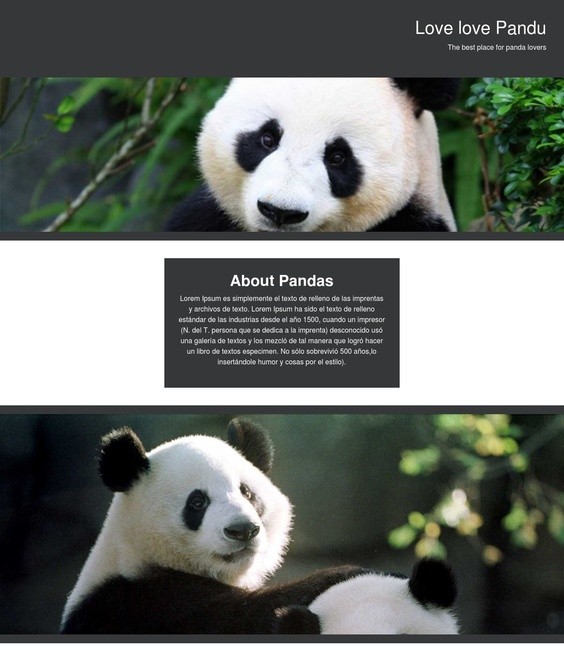 Love love Pandu
The best place for panda lovers
About Pandas
Lorem Ipsum es simplemente el texto de relleno de las imprentas
y archivos de texto. Lorem Ipsum ha sido el texto de relleno
estándar de las industrias desde el año 1500, cuando un impresor
(N. del T. persona que se dedica a la imprenta) desconocido usó
una galería de textos y los mezcló de tal manera que logró hacer
un libro de textos especimen. No sólo sobrevivió 500 años,lo
insertándole humor y cosas por el estilo).